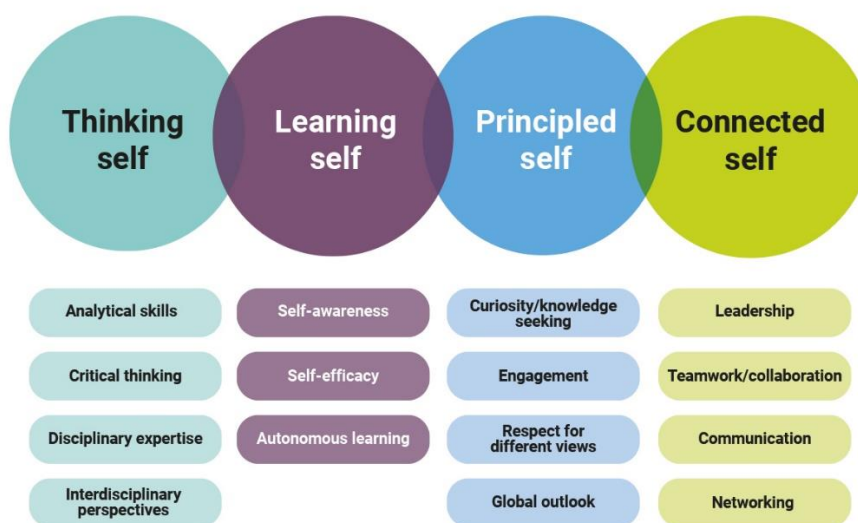 Thinking
self
Learning
self
Principled
self
Connected
self
Analytical skills
Critical thinking
Disciplinary expertise
Interdisciplinary
perspectives
Self-awareness
Self-efficacy
Autonomous learning
Curiosity/knowledge
seeking
Engagement
Respect for
different views
Global outlook
Leadership
Teamwork/collaboration
Communication
Networking